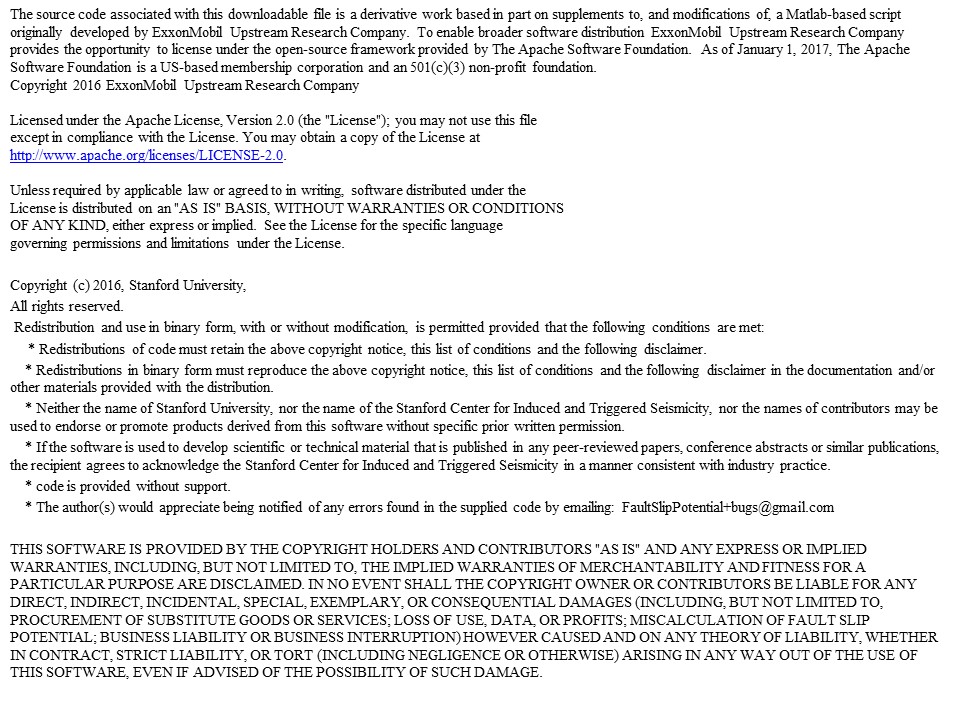 The source code associated with this downloadable file is a derivative work based in part on supplements to, and modifications of, a Matlab-based script
originally developed by ExxonMobil Upstream Research Company. To enable broader software distribution ExxonMobil Upstream Research Company
provides the opportunity to license under the open-source framework provided by The Apache Software Foundation. As of January 1, 2017, The Apache
Software Foundation is a US-based membership corporation and an 501(c)(3) non-profit foundation.
Copyright 2016 ExxonMobil Upstream Research Company
Licensed under the Apache License, Version 2.0 (the "License"); you may not use this file
except in compliance with the License. You may obtain a copy of the License at
http://www.apache.org/licenses/LICENSE-2.0.
Unless required by applicable law or agreed to in writing, software distributed under the
License is distributed on an "AS IS" BASIS, WITHOUT WARRANTIES OR CONDITIONS
OF ANY KIND, either express or implied. See the License for the specific language
governing permissions and limitations under the License.
Copyright (c) 2016, Stanford University,
All rights reserved.
Redistribution and use in binary form, with or without modification, is permitted provided that the following conditions are met:
* Redistributions of code must retain the above copyright notice, this list of conditions and the following disclaimer.
* Redistributions in binary form must reproduce the above copyright notice, this list of conditions and the following disclaimer in the documentation and/or
other materials provided with the distribution.
* Neither the name of Stanford University, nor the name of the Stanford Center for Induced and Triggered Seismicity, nor the names of contributors may be
used to endorse or promote products derived from this software without specific prior written permission.
* If the software is used to develop scientific or technical material that is published in any peer-reviewed papers, conference abstracts or similar publications,
the recipient agrees to acknowledge the Stanford Center for Induced and Triggered Seismicity in a manner consistent with industry practice.
* code is provided without support.
* The author(s) would appreciate being notified of any errors found in the supplied code by emailing: FaultSlipPotential+bugs@gmail.com
THIS SOFTWARE IS PROVIDED BY THE COPYRIGHT HOLDERS AND CONTRIBUTORS "AS IS" AND ANY EXPRESS OR IMPLIED
WARRANTIES, INCLUDING, BUT NOT LIMITED TO, THE IMPLIED WARRANTIES OF MERCHANTABILITY AND FITNESS FOR A
PARTICULAR PURPOSE ARE DISCLAIMED. IN NO EVENT SHALL THE COPYRIGHT OWNER OR CONTRIBUTORS BE LIABLE FOR ANY
DIRECT, INDIRECT, INCIDENTAL, SPECIAL, EXEMPLARY, OR CONSEQUENTIAL DAMAGES (INCLUDING, BUT NOT LIMITED TO,
PROCUREMENT OF SUBSTITUTE GOODS OR SERVICES; LOSS OF USE, DATA, OR PROFITS; MISCALCULATION OF FAULT SLIP
POTENTIAL; BUSINESS LIABILITY OR BUSINESS INTERRUPTION) HOWEVER CAUSED AND ON ANY THEORY OF LIABILITY, WHETHER
IN CONTRACT, STRICT LIABILITY, OR TORT (INCLUDING NEGLIGENCE OR OTHERWISE) ARISING IN ANY WAY OUT OF THE USE OF
THIS SOFTWARE, EVEN IF ADVISED OF THE POSSIBILITY OF SUCH DAMAGE.